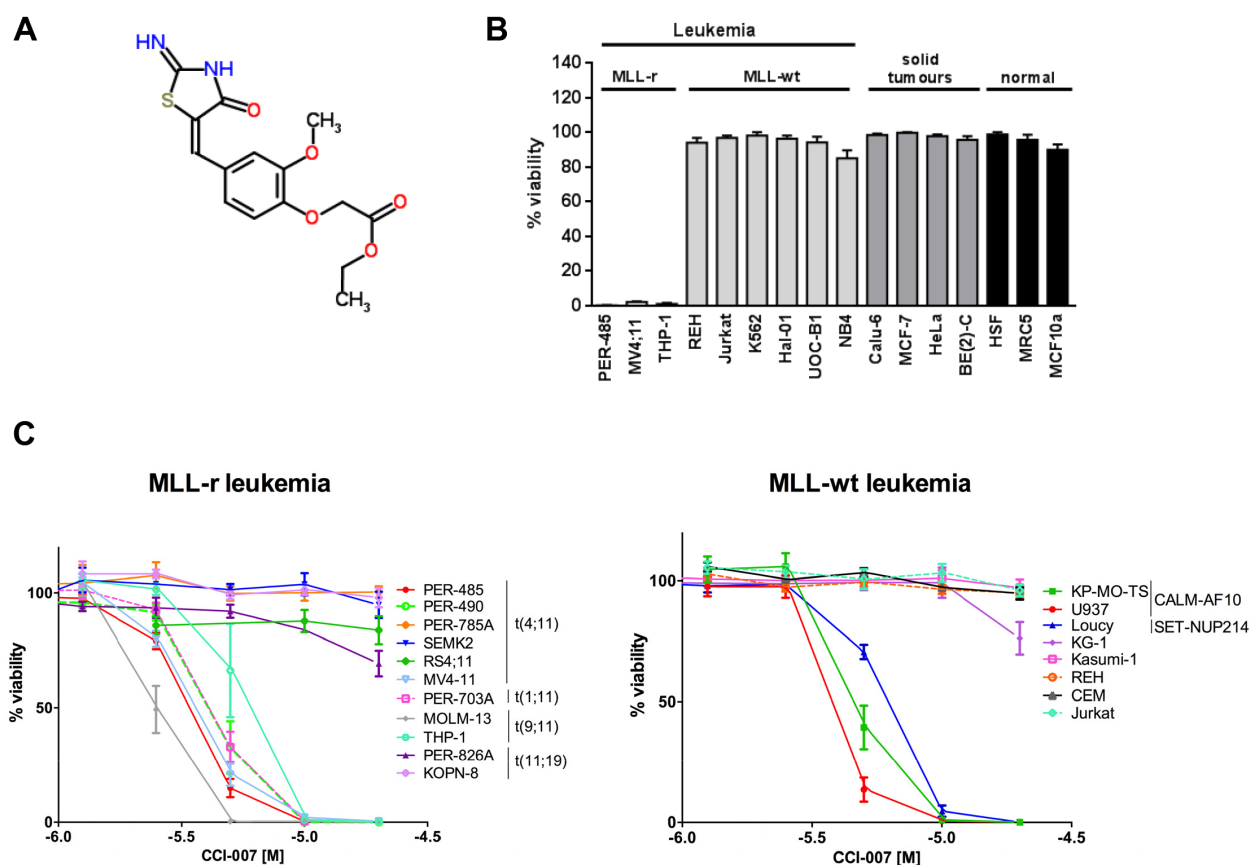 A
HN
NH
S
O
CH3
O
O
O
O
CH3
B
Leukemia
MLL-r
MLL-wt
solid
tumours
normal
% viability
140
120
100
80
60
40
20
0
PER-485
MV4;11
THP-1
REH
Jurkat
K562
Hal-01
UOC-B1
NB4
Calu-6
MCF-7
HeLa
BE(2)-C
HSF
MRC5
MCF10a
C
MLL-r leukemia
% viability
100
50
0
-6.0 -5.5 -5.0 -4.5
CCI-007 [M]
PER-485
PER-490
PER-785A
SEMK2
RS4;11
MV4-11
PER-703A
MOLM-13
THP-1
PER-826A
KOPN-8
t(4;11)
t(1;11)
t(9;11)
t(11;19)
MLL-wt leukemia
% viability
100
50
0
-6.0 -5.5 -5.0 -4.5
CCI-007 [M]
KP-MO-TS
U937
Loucy
KG-1
Kasumi-1
REH
CEM
Jurkat
CALM-AF10
SET-NUP214